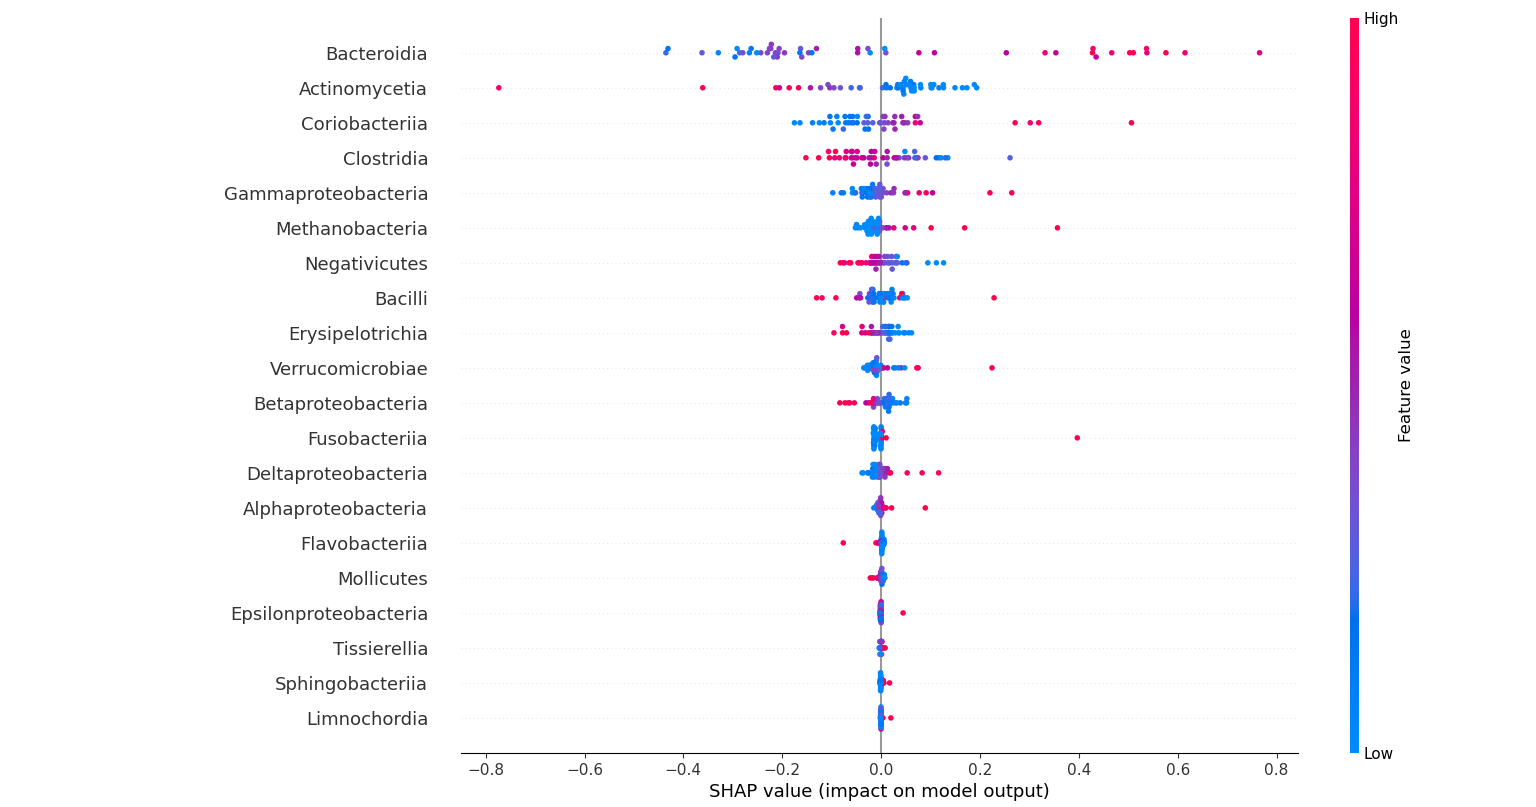 High
Bacteroidia
Actinomycetia
Coriobacteriia
Clostridia
Gammaproteobacteria
Methanobacteria
Negativicutes
Bacilli
Erysipelotrichia
Verrucomicrobiae
Betaproteobacteria
Fusobacteriia
Deltaproteobacteria
Alphaproteobacteria
Flavobacteriia
Mollicutes
Epsilonproteobacteria
Tissierellia
Sphingobacteriia
Limnochordia
Feature value
Low
−0.8 −0.6 −0.4 −0.2 0.0 0.2 0.4 0.6 0.8
SHAP value (impact on model output)